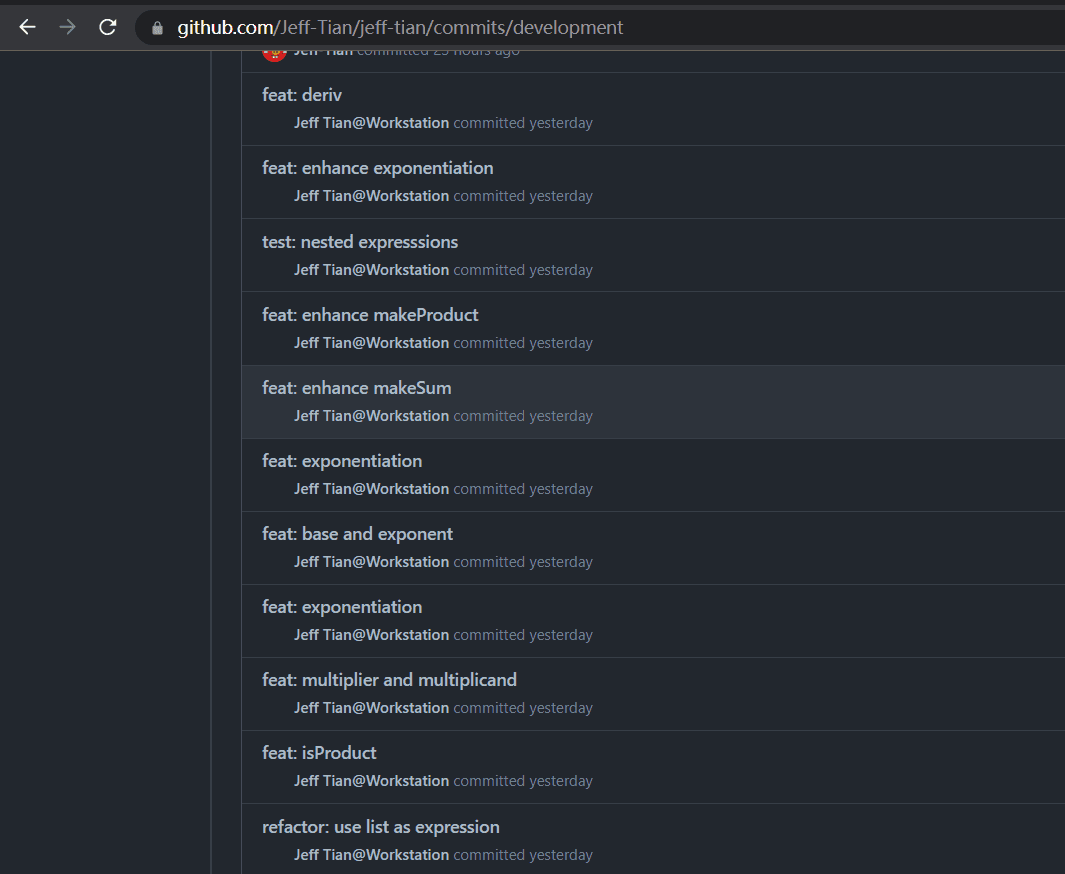 github.com/Jeff-Tian/jeff-tian/commits/development
Jeff-Tian committed 23 hours ago
feat: deriv
Jeff Tian@Workstation committed yesterday
feat: enhance exponentiation
Jeff Tian@Workstation committed yesterday
test: nested expresssions
Jeff Tian@Workstation committed yesterday
feat: enhance makeProduct
Jeff Tian@Workstation committed yesterday
feat: enhance makeSum
Jeff Tian@Workstation committed yesterday
feat: exponentiation
Jeff Tian@Workstation committed yesterday
feat: base and exponent
Jeff Tian@Workstation committed yesterday
feat: exponentiation
Jeff Tian@Workstation committed yesterday
feat: multiplier and multiplicand
Jeff Tian@Workstation committed yesterday
feat: isProduct
Jeff Tian@Workstation committed yesterday
refactor: use list as expression
Jeff Tian@Workstation committed yesterday